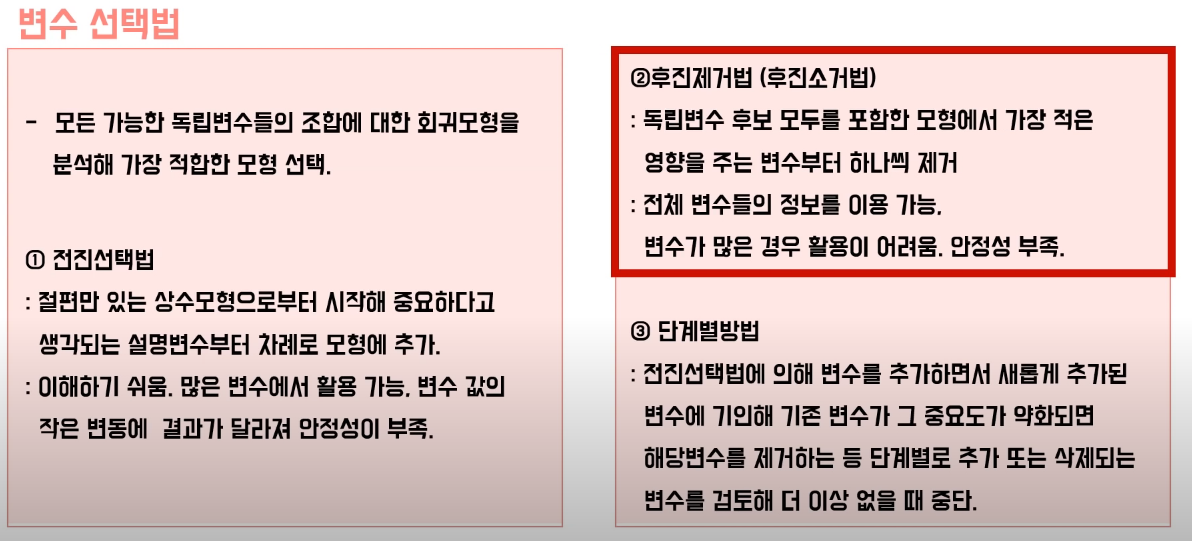 변수 선택법
- 모든 가능한 독립변수들의 조합에 대한 회귀모형을
분석해 가장 적합한 모형 선택.
① 전진선택법
: 절편만 있는 상수모형으로부터 시작해 중요하다고
생각되는 설명변수부터 차례로 모형에 추가.
: 이해하기 쉬움. 많은 변수에서 활용 가능, 변수 값의
작은 변동에 결과가 달라져 안정성이 부족.
②후진제거법 (후진소거법)
: 독립변수 후보 모두를 포함한 모형에서 가장 적은
영향을 주는 변수부터 하나씩 제거
: 전체 변수들의 정보를 이용 가능,
변수가 많은 경우 활용이 어려움. 안정성 부족.
③ 단계별방법
: 전진선택법에 의해 변수를 추가하면서 새롭게 추가된
변수에 기인해 기존 변수가 그 중요도가 약화되면
해당변수를 제거하는 등 단계별로 추가 또는 삭제되는
변수를 검토해 더 이상 없을 때 중단.